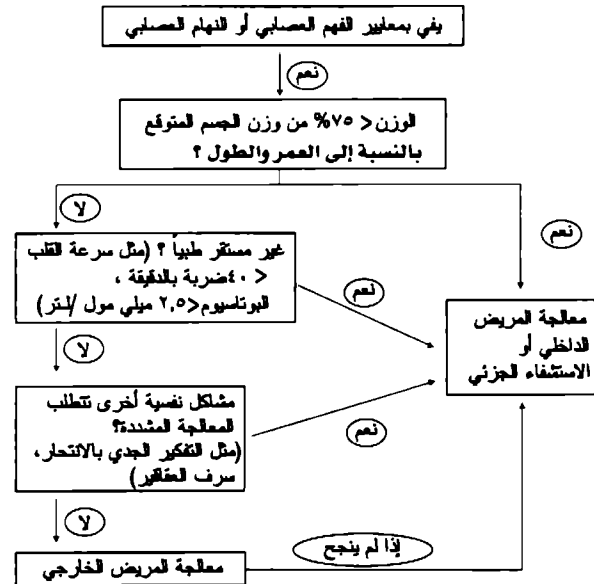 يفي بمعايير القهم العصابي أو النهام العصابي
نعم
الوزن < ٧٥% من وزن الجسم المتوقع
بالنسبة إلى العمر والطول ؟
لا
نعم
غير مستقر طبياً ؟ (مثل سرعة القلب
< ٤٠ضربة بالدقيقة ،
البوتاسيوم<٢,٥ ميلي مول /لتر)
نعم
معالجة المريض
الداخلي أو
الاستشفاء الجزئي
لا
مشاكل نفسية أخرى تتطلب
المعالجة المشددة؟
(مثل التفكير الجدي بالانتحار،
سرف العقاقير)
نعم
لا
معالجة المريض الخارجي
إذا لم ينجح